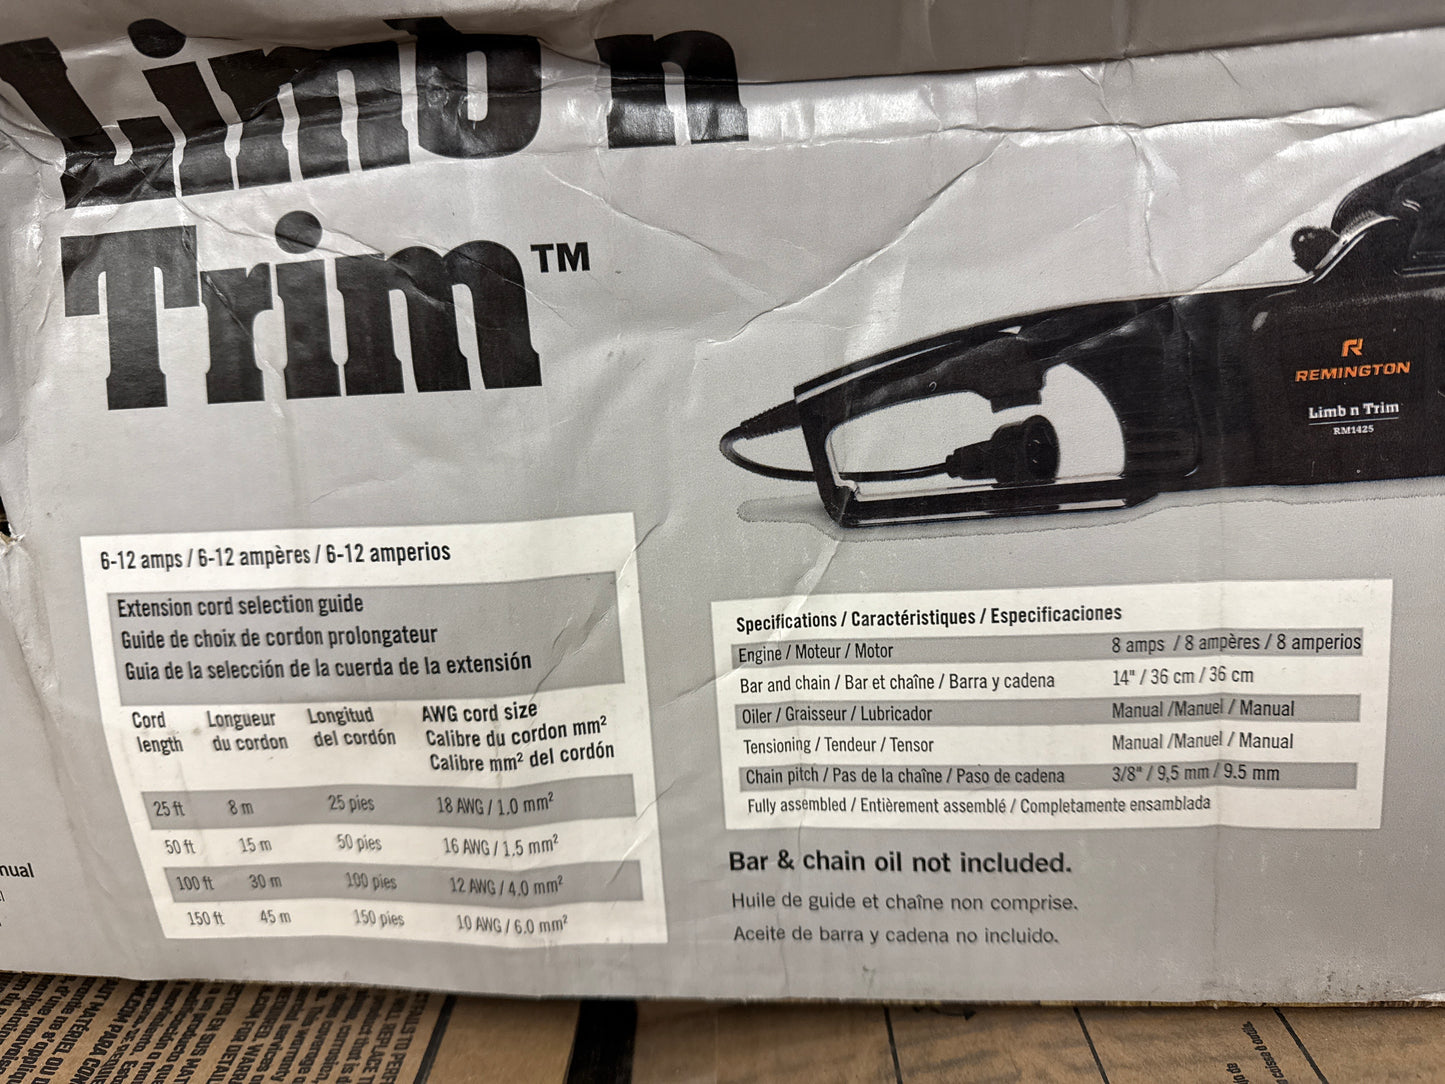 Limb n
Trim™
REMINGTON
Limb n Trim
RM1425
6-12 amps / 6-12 ampères / 6-12 amperios
Extension cord selection guide
Guide de choix de cordon prolongateur
Guia de la selección de la cuerda de la extensión
Cord length Longueur du cordon Longitud del cordón AWG cord size
Calibre du cordon mm²
Calibre mm² del cordón
25 ft 8 m 25 pies 18 AWG / 1.0 mm²
50 ft 15 m 50 pies 16 AWG / 1.5 mm²
100 ft 30 m 100 pies 12 AWG / 4.0 mm²
150 ft 45 m 150 pies 10 AWG / 6.0 mm²
Specifications / Caractéristiques / Especificaciones
Engine / Moteur / Motor 8 amps / 8 ampères / 8 amperios
Bar and chain / Bar et chaîne / Barra y cadena 14" / 36 cm / 36 cm
Oiler / Graisseur / Lubricador Manual /Manuel / Manual
Tensioning / Tendeur / Tensor Manual /Manuel / Manual
Chain pitch / Pas de la chaîne / Paso de cadena 3/8" / 9,5 mm / 9.5 mm
Fully assembled / Entièrement assemblé / Completamente ensamblada
Bar & chain oil not included.
Huile de guide et chaîne non comprise.
Aceite de barra y cadena no incluido.